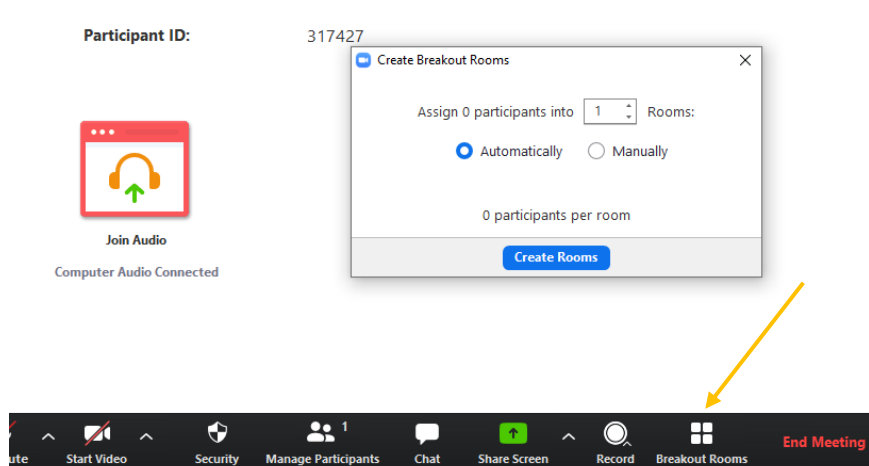 Participant ID: 317427
Create Breakout Rooms
Assign 0 participants into 1 Rooms:
Automatically Manually
0 participants per room
Create Rooms
Join Audio
Computer Audio Connected
1
ute Start Video Security Manage Participants Chat Share Screen Record Breakout Rooms End Meeting